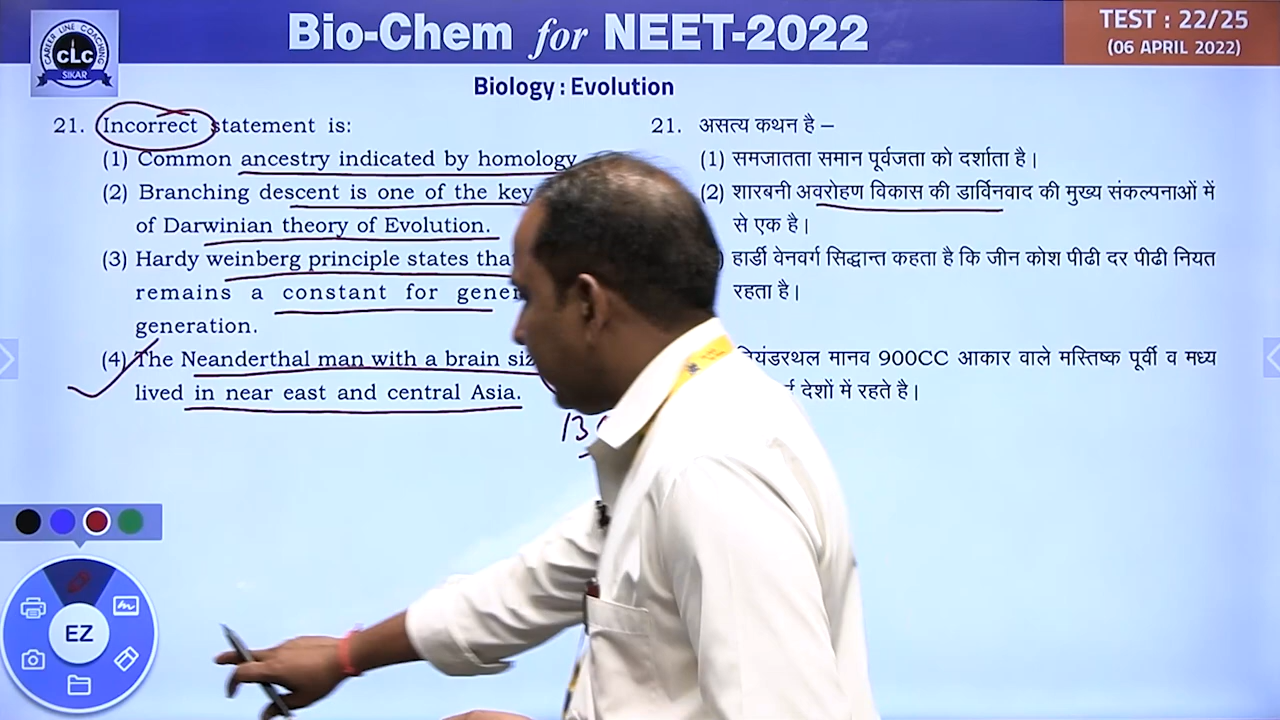 Bio-Chem for NEET-2022
TEST : 22/25
(06 APRIL 2022)
CAREER LINE COACHING
CLC
SIKAR
Biology : Evolution
21. Incorrect statement is:
(1) Common ancestry indicated by homology
(2) Branching descent is one of the key
of Darwinian theory of Evolution.
(3) Hardy weinberg principle states tha
remains a constant for gene
generation.
(4) The Neanderthal man with a brain siz
lived in near east and central Asia.
13
21. असत्य कथन है –
(1) समजातता समान पूर्वजता को दर्शाता है।
(2) शारबनी अवरोहण विकास की डार्विनवाद की मुख्य संकल्पनाओं में
से एक है।
) हार्डी वेनवर्ग सिद्धान्त कहता है कि जीन कोश पीढी दर पीढी नियत
रहता है।
नियंडरथल मानव 900CC आकार वाले मस्तिष्क पूर्वी व मध्य
देशों में रहते है।
EZ